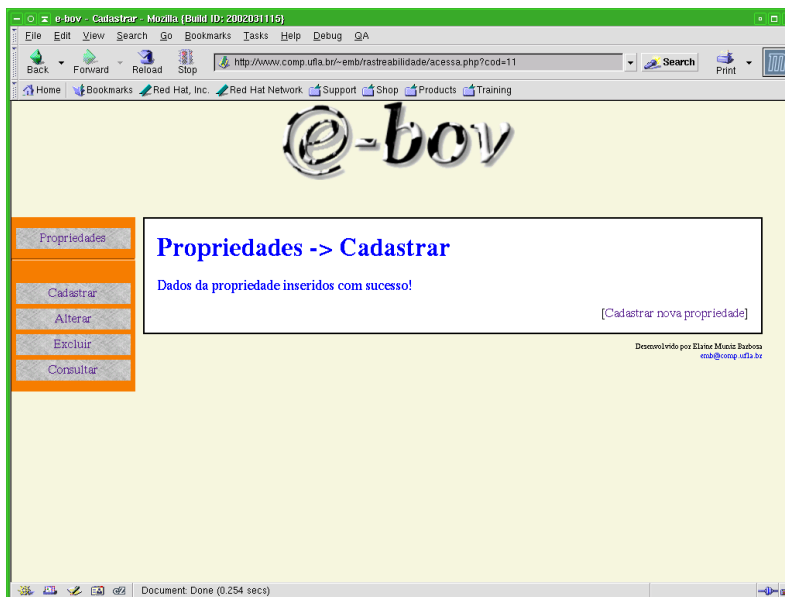 e-bov - Cadastrar - Mozilla {Build ID: 2002031115}
File Edit View Search Go Bookmarks Tasks Help Debug QA
Back Forward Reload Stop http://www.comp.ufla.br/~emb/rastreabilidade/acessa.php?cod=11 Search Print
Home Bookmarks Red Hat, Inc. Red Hat Network Support Shop Products Training
e-bov
Propriedades
Cadastrar
Alterar
Excluir
Consultar
Propriedades -> Cadastrar
Dados da propriedade inseridos com sucesso!
[Cadastrar nova propriedade]
Desenvolvido por Elaine Muniz Barbosa
emb@comp.ufla.br
Document: Done (0.254 secs)